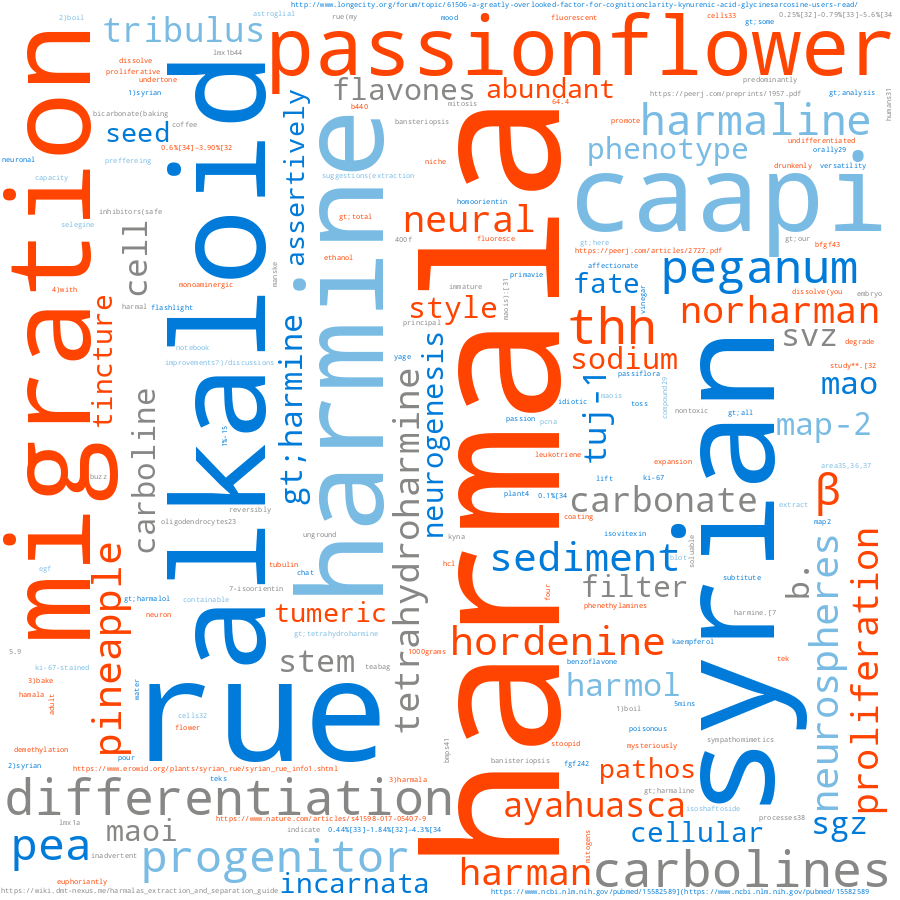 http://www.longecity.org/forum/topic/61506-a-greatly-overlooked-factor-for-cognitionclarity-kynurenic-acid-glycinesarcosine-users-read/
2)boil
astroglial
rue(my
mood
fluorescent
cells33
0.25%[32]-0.79%[33]-5.6%[34
gt;some
tribulus
passionflower
migration
alkaloid
lmx1b44
dissolve
proliferative
undertone
1)syrian
flavones
abundant
predominantly
https://peerj.com/preprints/1957.pdf
gt;analysis
humans31
bicarbonate(baking
coffee
seed
b440
mitosis
64.4
bansteriopsis
promote
harmaline
0.6%[34]-3.90%[32
assertively
harmine
harmala
niche
phenotype
undifferentiated
orally29
neuronal
preffereing
drunkenly
versatility
capacity
suggestions(extraction
caapi
selegine
inhibitors(safe
gt;total
homoorientin
neural
fluoresce
gt;here
gt;our
bfgf43
cell
400f
https://peerj.com/articles/2727.pdf
ethanol
manske
affectionate
peganum
4)with
monoaminergic
primavie
fate
immature
maois):[31
vinegar
dissolve(you
embryo
tincture
harmal
flashlight
style
norharman
gt;harmine
principal
thh
svz
degrade
notebook
neurogenesis
yage
sodium
improvements7)/discussions
study**.[32
passiflora
tuj-1
compound29
mao
carboline
tetrahydroharmine
idiotic
maois
toss
nontoxic
gt;all
syrian
passion
pcna
map-2
1%-15
leukotriene
expansion
area35,36,37
buzz
lift
ki-67
β
plant4
0.1%[34
extract
reversibly
carbonate
oligodendrocytes23
coating
map2
unground
kyna
isovitexin
soluable
pineapple
sediment
blot
egf
tubulin
chat
hcl
filter
subtitute
b.
neurospheres
proliferation
7-isoorientin
four
gt;harmalol
containable
phenethylamines
harmine.[7
neuron
tumeric
gt;tetrahydroharmine
hordenine
kaempferol
5.9
1000grams
stem
teabag
benzoflavone
tek
ki-67-stained
3)bake
harmol
hamala
adult
mater
rue
5mins
1)boil
cells32
flower
poisonous
sympathomimetics
demethylation
pour
bmps41
stoopid
mysteriously
2)syrian
https://www.eromid.org/plants/syrian_rue/syrian_rue_info1.shtml
banisteriopsis
fgf242
pathos
teks
3)harmala
gt;harmaline
differentiation
ayahuasca
isoshaftoside
processes38
lmx1a
maoi
https://www.nature.com/articles/s41598-017-05407-9
indicate
0.44%[33]-1.84%[32]-4.3%[34
cellular
sgz
pea
inadvertent
progenitor
mitogens
euphoriantly
incarnata
harman
carbolines
https://wiki.dmt-nexus.me/harmalas_extraction_and_separation_guide
https://www.ncbi.nlm.nih.gov/pubmed/15582589](https://www.ncbi.nlm.nih.gov/pubmed/15582589